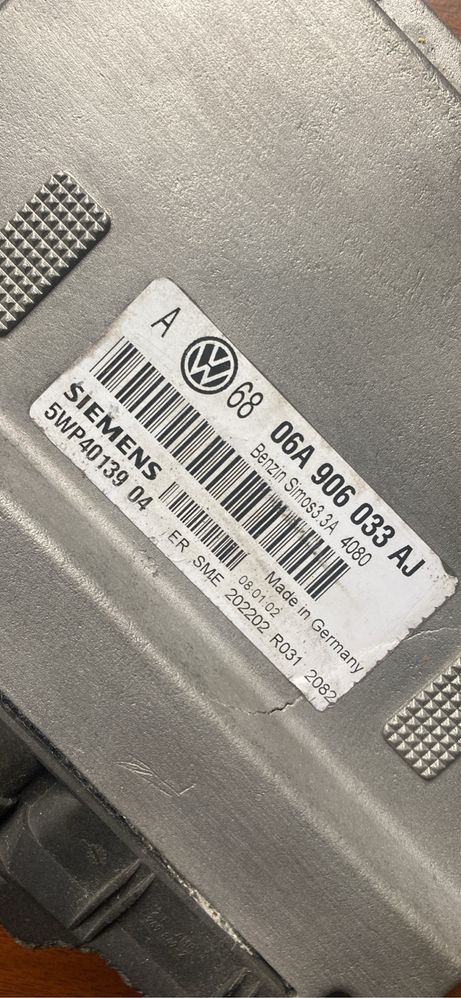 A VW 68 06A 906 033 AJ
Benzin Simos3.3A 4080
SIEMENS
5WP40139 04
Made in Germany
08.01.02
ER SME 202202 R031 2082